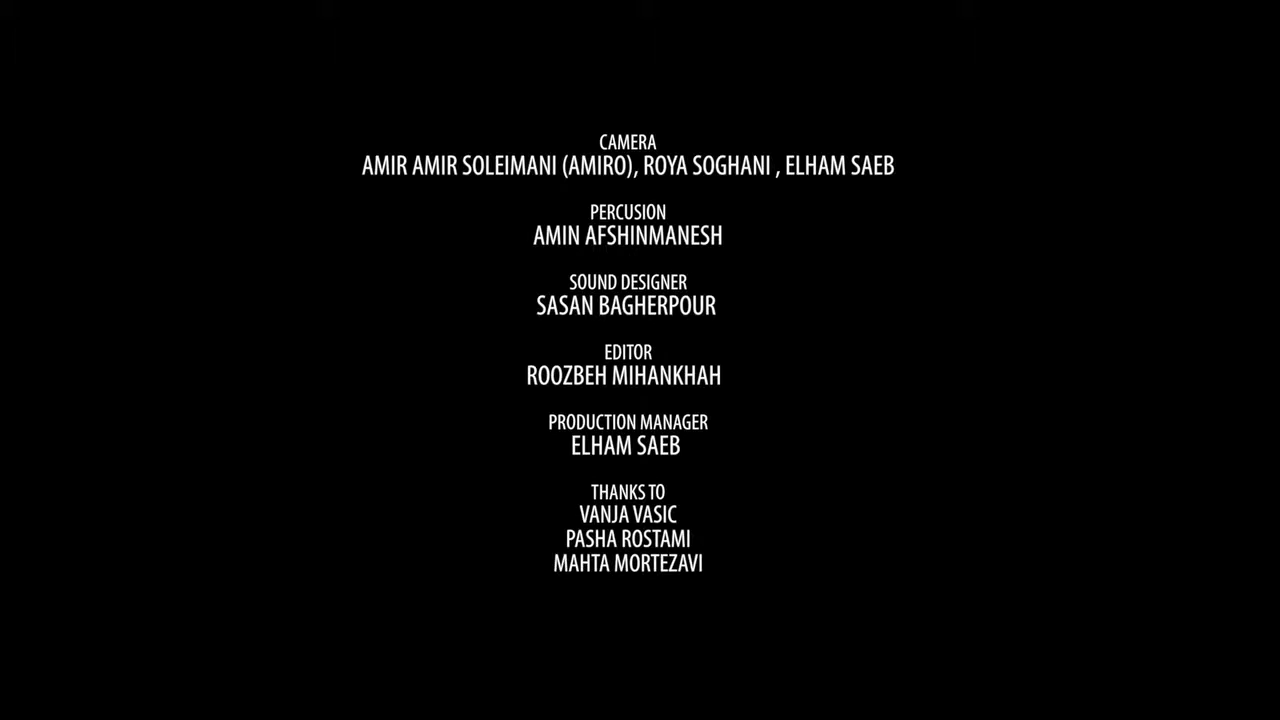 CAMERA
AMIR AMIR SOLEIMANI (AMIRO), ROYA SOGHANI , ELHAM SAEB
PERCUSION
AMIN AFSHINMANESH
SOUND DESIGNER
SASAN BAGHERPOUR
EDITOR
ROOZBEH MIHANKHAH
PRODUCTION MANAGER
ELHAM SAEB
THANKS TO
VANJA VASIC
PASHA ROSTAMI
MAHTA MORTEZAVI